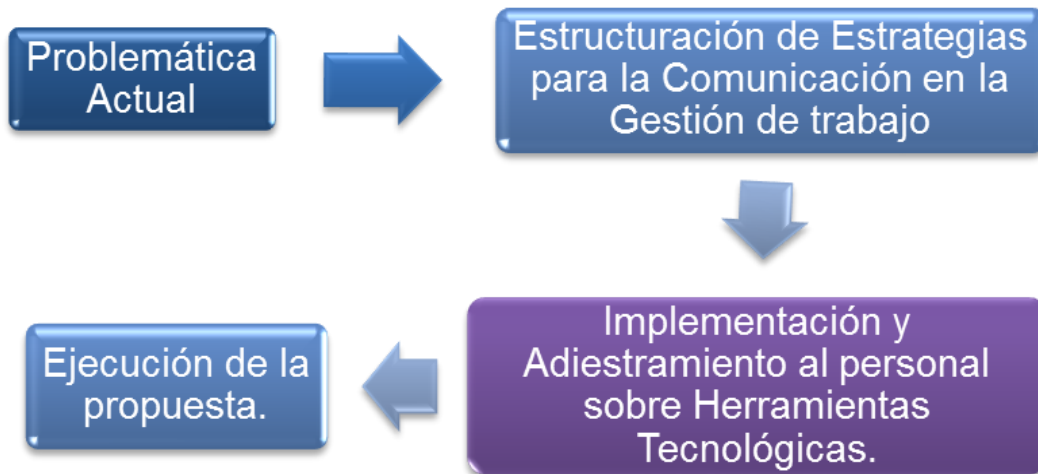 Problemática
Actual
Estructuración de Estrategias
para la Comunicación en la
Gestión de trabajo
Implementación y
Adiestramiento al personal
sobre Herramientas
Tecnológicas.
Ejecución de la
propuesta.